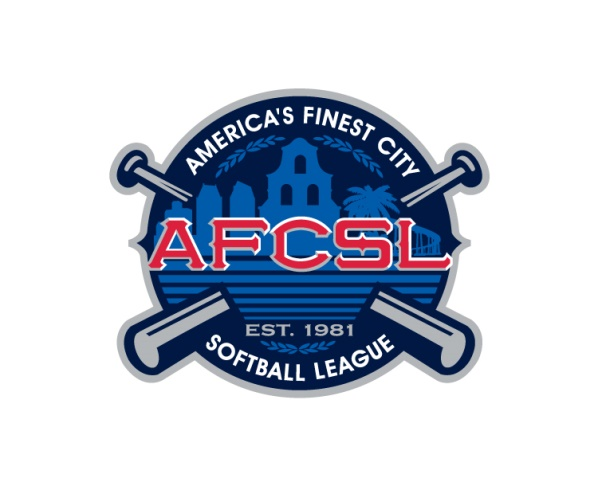 AMERICA'S FINEST CITY
AFCSL
EST. 1981
SOFTBALL LEAGUE